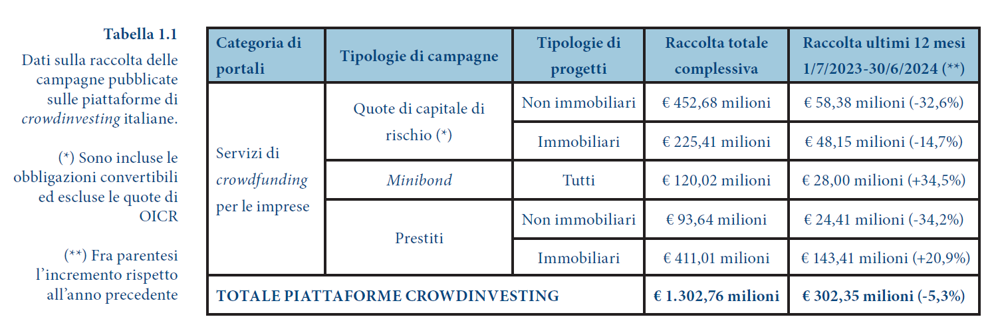 Tabella 1.1
Dati sulla raccolta delle
campagne pubblicate
sulle piattaforme di
crowdinvesting italiane.
(*) Sono incluse le
obbligazioni convertibili
ed escluse le quote di
OICR
(**) Fra parentesi
l’incremento rispetto
all’anno precedente
Categoria di
portali
Tipologie di campagne
Tipologie di
progetti
Raccolta totale
complessiva
Raccolta ultimi 12 mesi
1/7/2023-30/6/2024 (**)
Servizi di
crowdfunding
per le imprese
Quote di capitale di
rischio (*)
Non immobiliari
€ 452,68 milioni
€ 58,38 milioni (-32,6%)
Immobiliari
€ 225,41 milioni
€ 48,15 milioni (-14,7%)
Minibond
Tutti
€ 120,02 milioni
€ 28,00 milioni (+34,5%)
Prestiti
Non immobiliari
€ 93,64 milioni
€ 24,41 milioni (-34,2%)
Immobiliari
€ 411,01 milioni
€ 143,41 milioni (+20,9%)
TOTALE PIATTAFORME CROWDINVESTING
€ 1.302,76 milioni
€ 302,35 milioni (-5,3%)